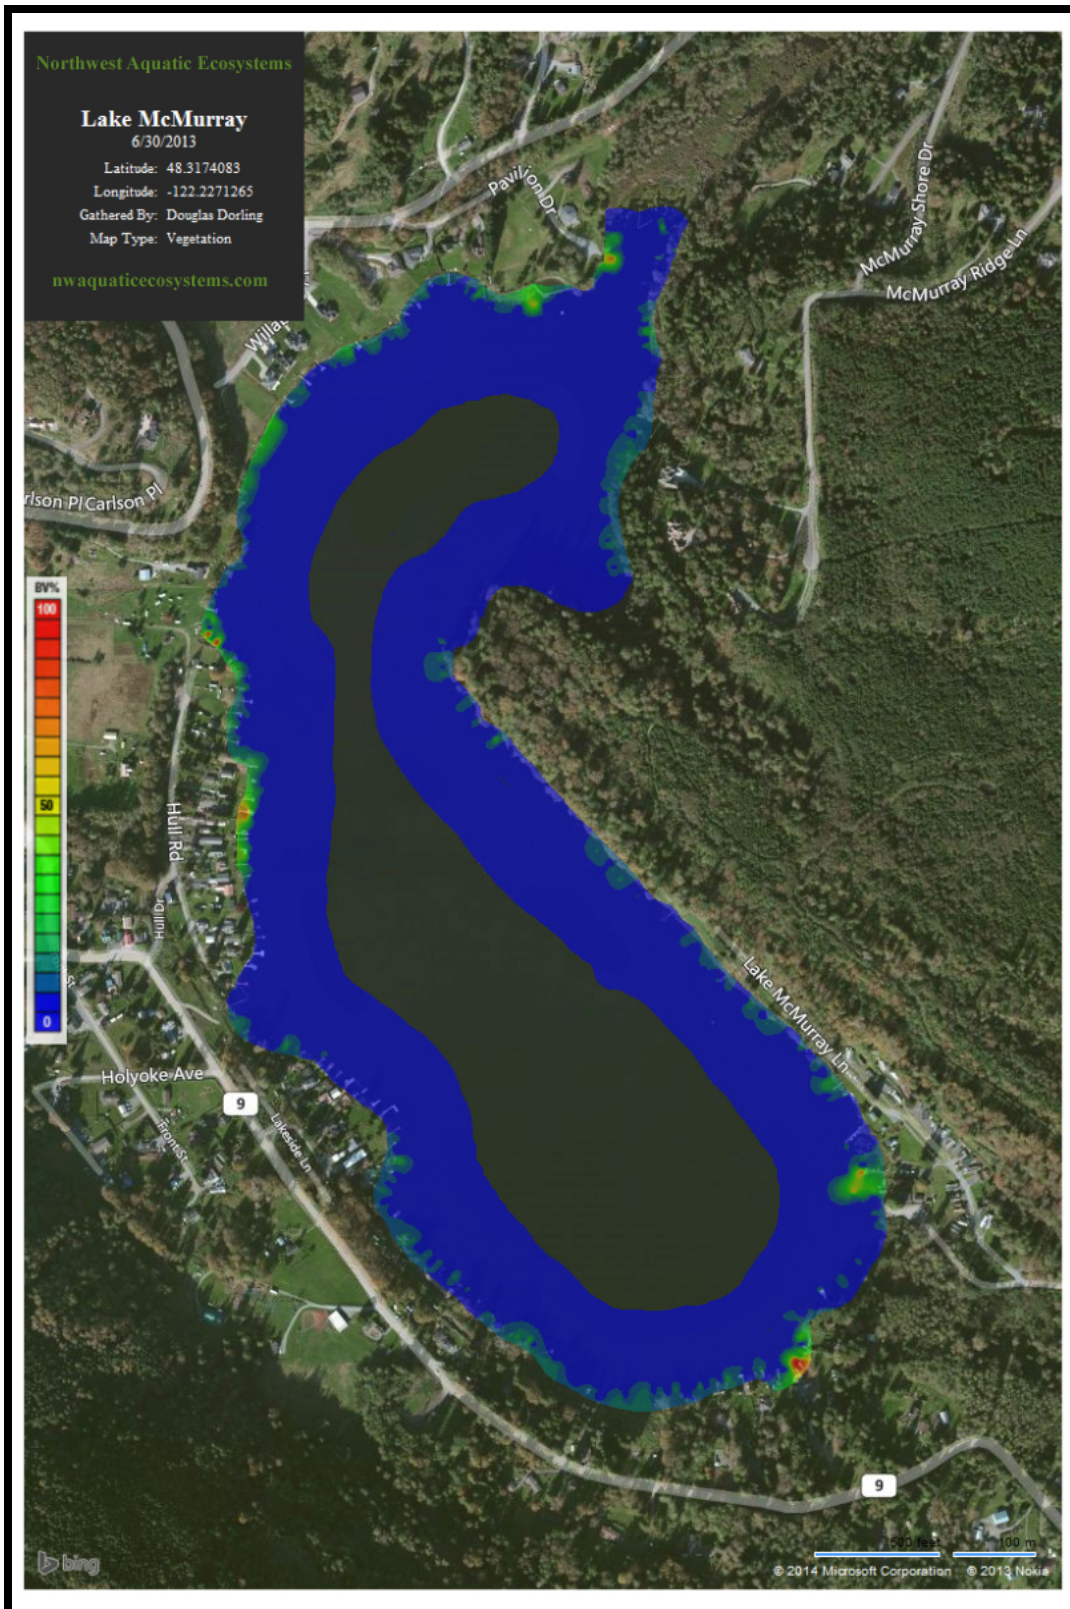 Northwest Aquatic Ecosystems
Lake McMurray
6/30/2013
Latitude: 48.3174083
Longitude: -122.2271265
Gathered By: Douglas Dorling
Map Type: Vegetation
nwaquaticecosystems.com
Pavilion Dr
McMurray Shore Dr
McMurray Ridge Ln
rlson Pl Carlson Pl
BV%
100
50
0
Hull Rd
Hull Dr
Lake McMurray Ln
Holyoke Ave
9
Front St
Lakeside Ln
9
500 feet 100 m
bing
© 2014 Microsoft Corporation © 2013 Nokia